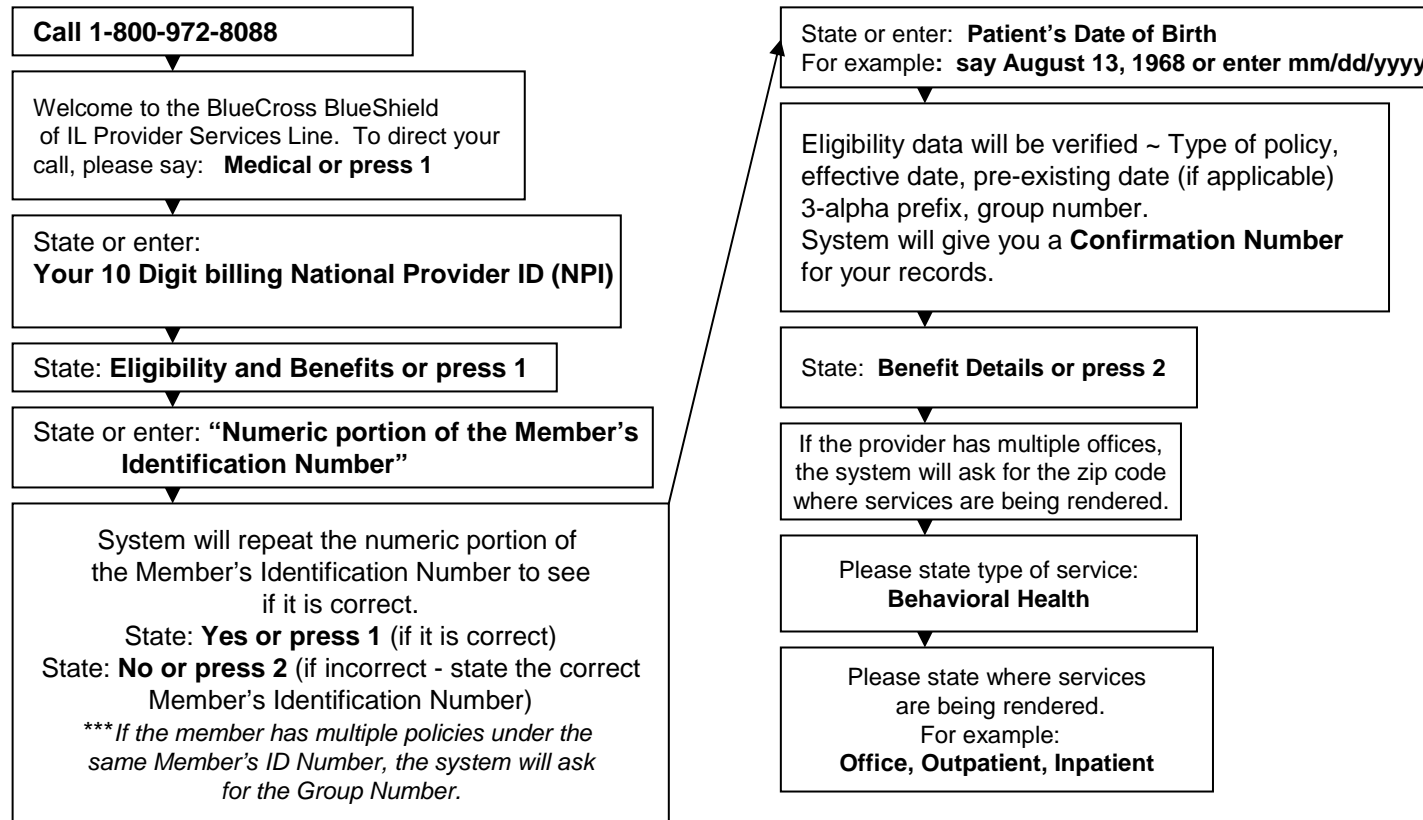 Call 1-800-972-8088
Welcome to the BlueCross BlueShield
of IL Provider Services Line. To direct your
call, please say: Medical or press 1
State or enter:
Your 10 Digit billing National Provider ID (NPI)
State: Eligibility and Benefits or press 1
State or enter: “Numeric portion of the Member’s
Identification Number”
System will repeat the numeric portion of
the Member’s Identification Number to see
if it is correct.
State: Yes or press 1 (if it is correct)
State: No or press 2 (if incorrect - state the correct
Member’s Identification Number)
***If the member has multiple policies under the
same Member’s ID Number, the system will ask
for the Group Number.
State or enter: Patient’s Date of Birth
For example: say August 13, 1968 or enter mm/dd/yyyy
Eligibility data will be verified ~ Type of policy,
effective date, pre-existing date (if applicable)
3-alpha prefix, group number.
System will give you a Confirmation Number
for your records.
State: Benefit Details or press 2
If the provider has multiple offices,
the system will ask for the zip code
where services are being rendered.
Please state type of service:
Behavioral Health
Please state where services
are being rendered.
For example:
Office, Outpatient, Inpatient